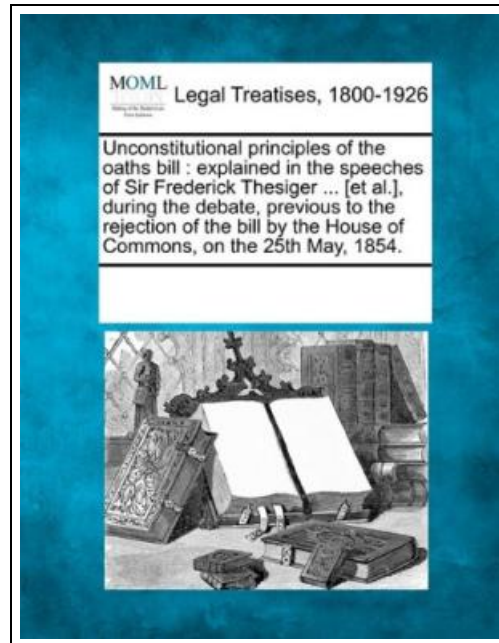 MOML
Legal Treatises, 1800-1926
Unconstitutional principles of the
oaths bill : explained in the speeches
of Sir Frederick Thesiger ... [et al.],
during the debate, previous to the
rejection of the bill by the House of
Commons, on the 25th May, 1854.